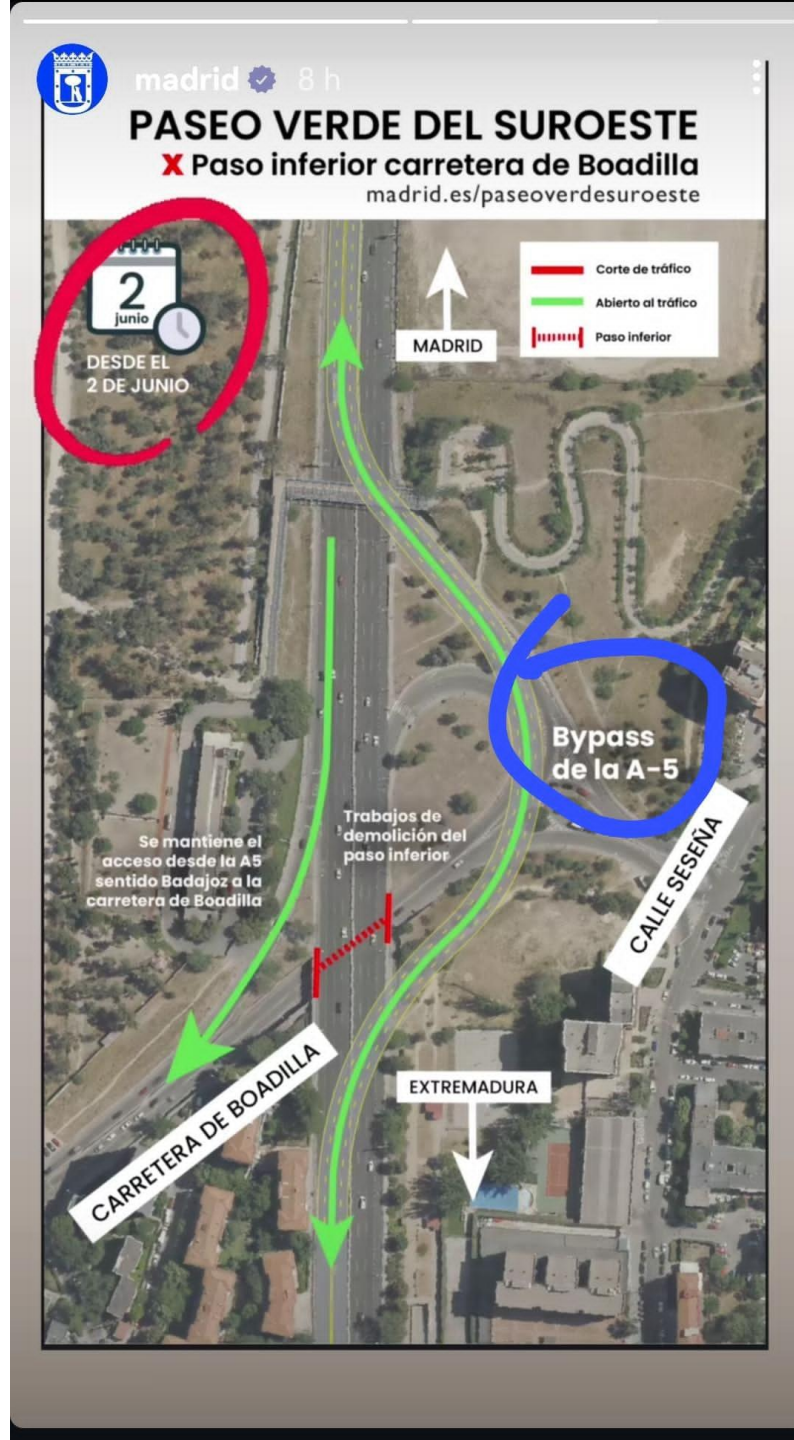 madrid 8 h
PASEO VERDE DEL SUROESTE
X Paso inferior carretera de Boadilla
madrid.es/paseoverdesuroeste
2
junio
DESDE EL
2 DE JUNIO
MADRID
Corte de tráfico
Abierto al tráfico
Paso inferior
Bypass
de la A-5
Trabajos de
demolición del
paso inferior
Se mantiene el
acceso desde la A5
sentido Badajoz a la
carretera de Boadilla
CALLE SESEÑA
CARRETERA DE BOADILLA
EXTREMADURA